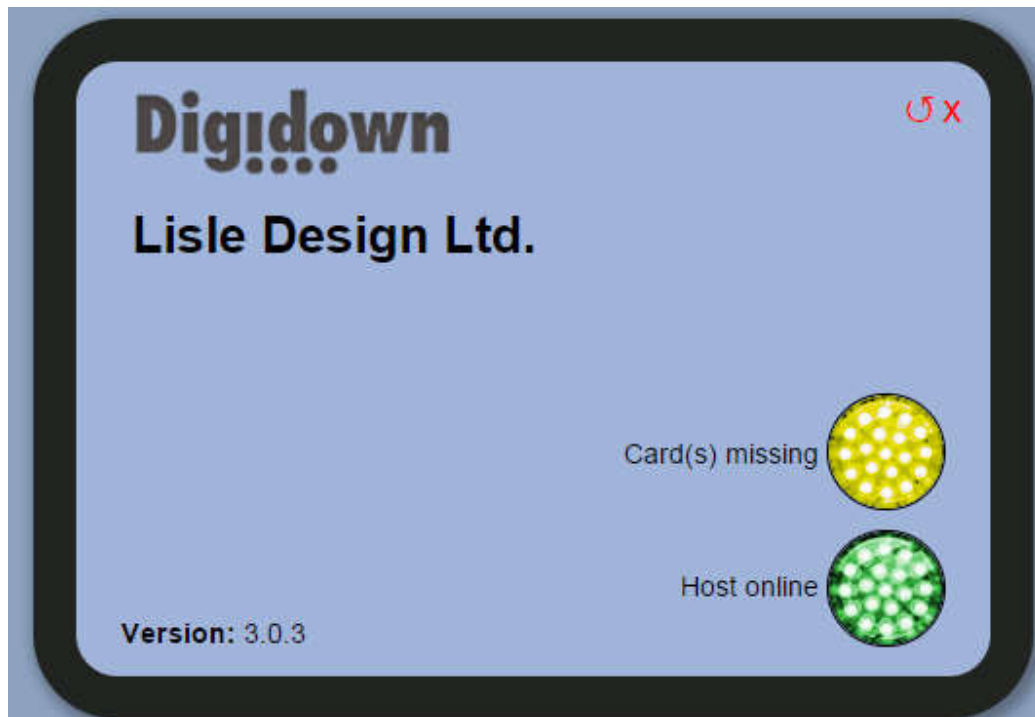 Digidown
↺ X
Lisle Design Ltd.
Card(s) missing
Host online
Version: 3.0.3